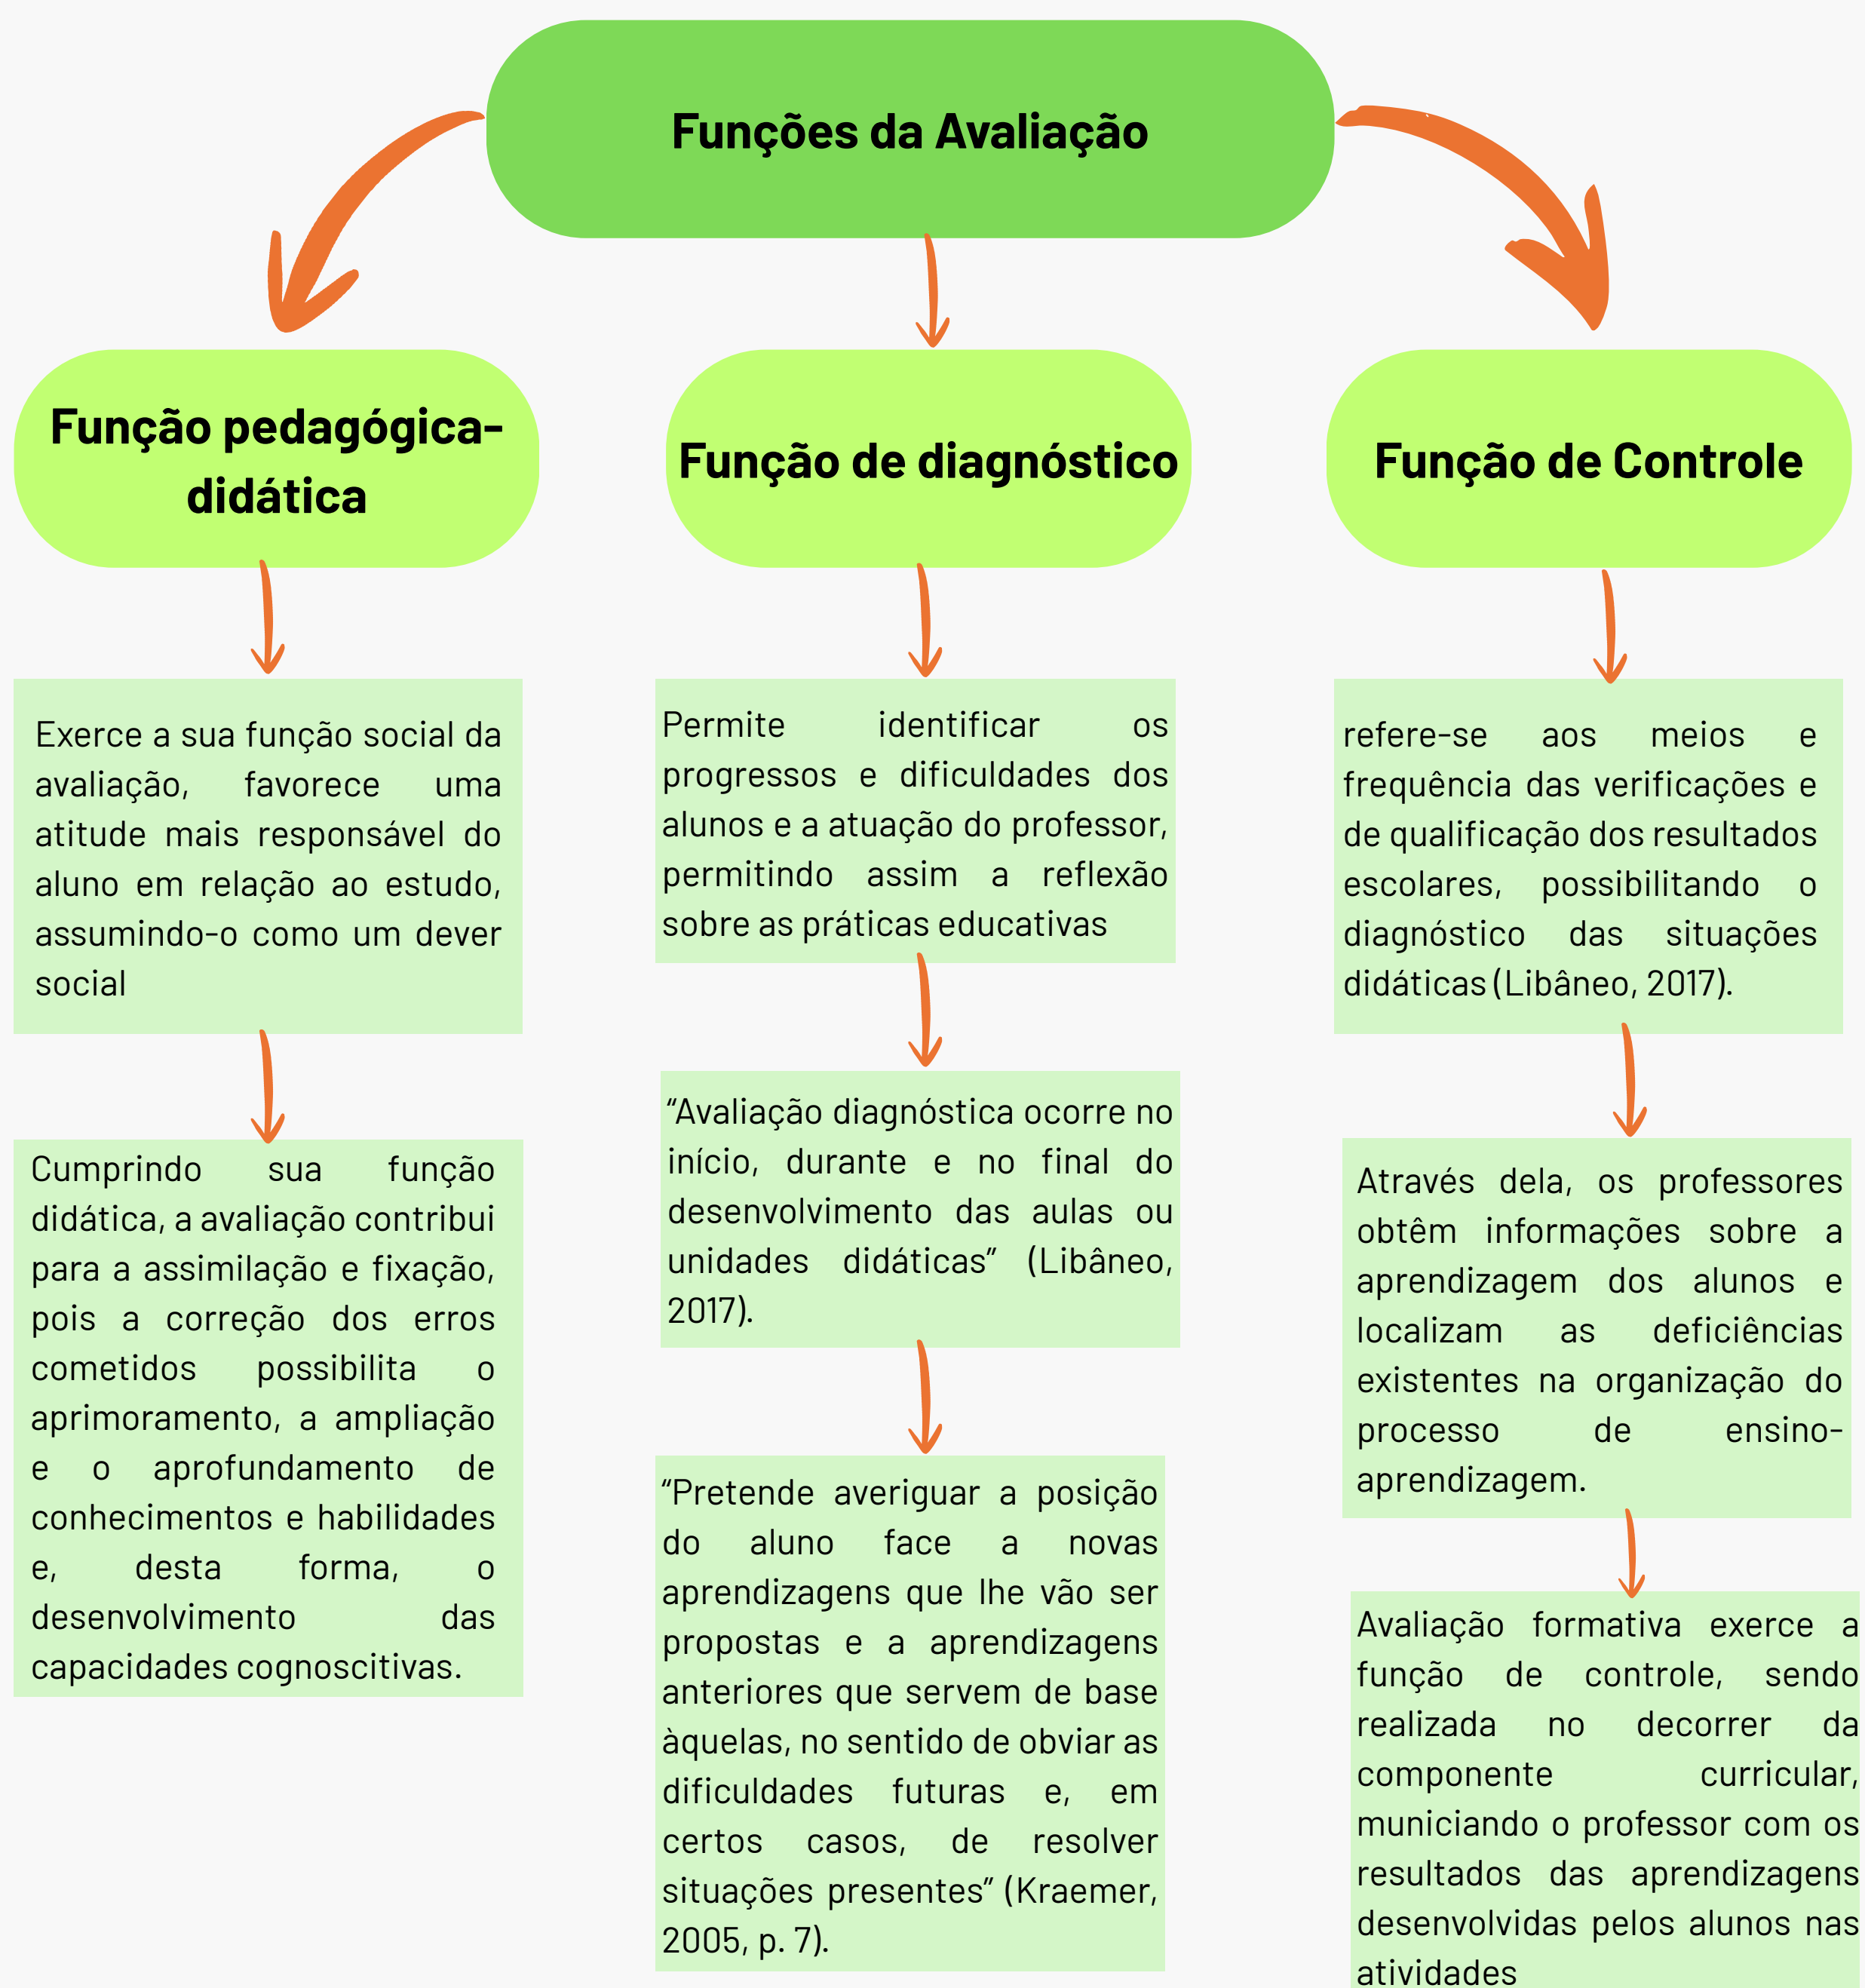 Funções da Avaliação
Função pedagógica-
didática
Exerce a sua função social da
avaliação, favorece uma
atitude mais responsável do
aluno em relação ao estudo,
assumindo-o como um dever
social
Cumprindo sua função
didática, a avaliação contribui
para a assimilação e fixação,
pois a correção dos erros
cometidos possibilita o
aprimoramento, a ampliação
e o aprofundamento de
conhecimentos e habilidades
e, desta forma, o
desenvolvimento das
capacidades cognoscitivas.
Função de diagnóstico
Permite identificar os
progressos e dificuldades dos
alunos e a atuação do professor,
permitindo assim a reflexão
sobre as práticas educativas
“Avaliação diagnóstica ocorre no
início, durante e no final do
desenvolvimento das aulas ou
unidades didáticas” (Libâneo,
2017).
“Pretende averiguar a posição
do aluno face a novas
aprendizagens que lhe vão ser
propostas e a aprendizagens
anteriores que servem de base
àquelas, no sentido de obviar as
dificuldades futuras e, em
certos casos, de resolver
situações presentes” (Kraemer,
2005, p. 7).
Função de Controle
refere-se aos meios e
frequência das verificações e
de qualificação dos resultados
escolares, possibilitando o
diagnóstico das situações
didáticas (Libâneo, 2017).
Através dela, os professores
obtêm informações sobre a
aprendizagem dos alunos e
localizam as deficiências
existentes na organização do
processo de ensino-
aprendizagem.
Avaliação formativa exerce a
função de controle, sendo
realizada no decorrer da
componente curricular,
municiando o professor com os
resultados das aprendizagens
desenvolvidas pelos alunos nas
atividades